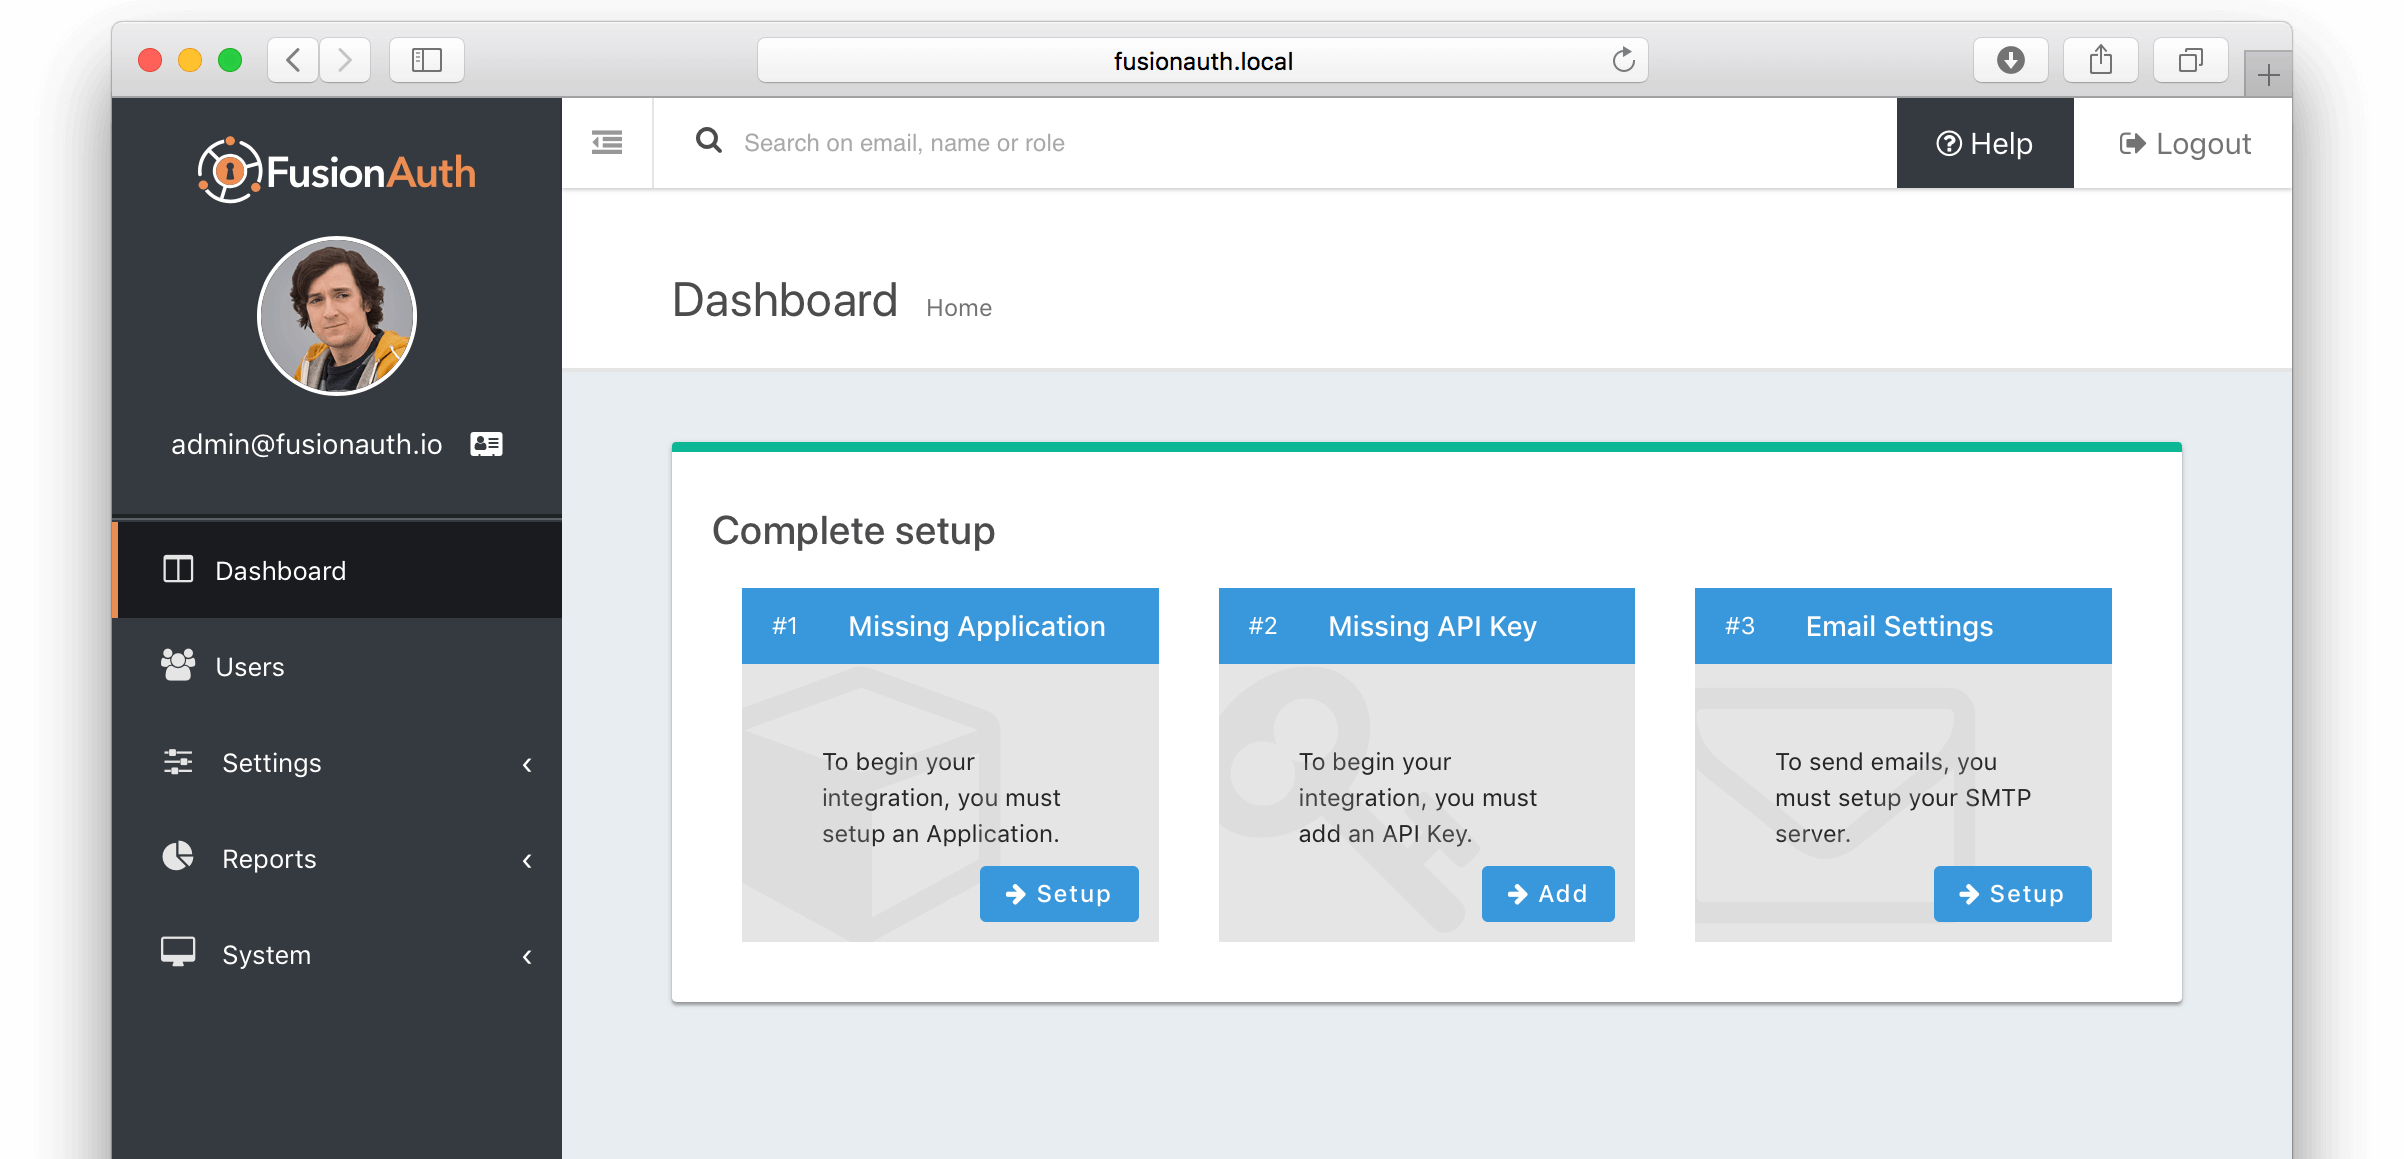 fusionauth.local
FusionAuth
Search on email, name or role
Help
Logout
admin@fusionauth.io
Dashboard Home
Dashboard
Users
Settings
Reports
System
Complete setup
#1 Missing Application
To begin your
integration, you must
setup an Application.
Setup
#2 Missing API Key
To begin your
integration, you must
add an API Key.
Add
#3 Email Settings
To send emails, you
must setup your SMTP
server.
Setup